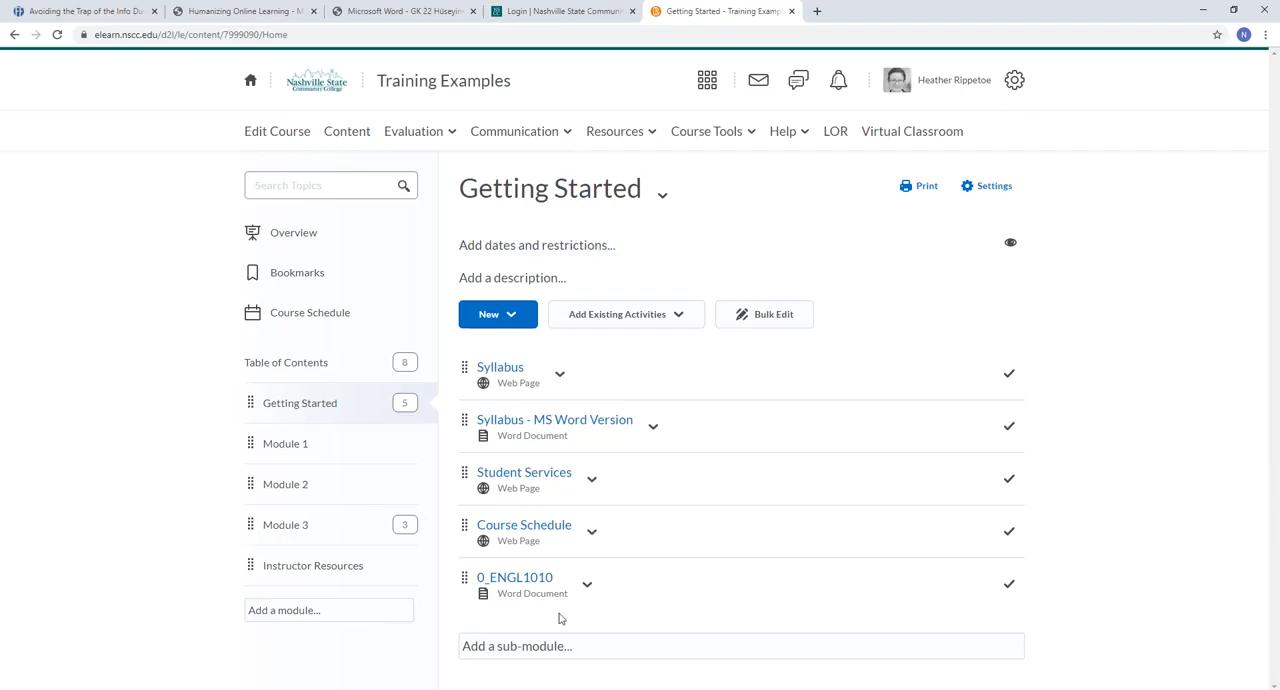 Avoiding the Trap of the Info Du
Humanizing Online Learning - M
Microsoft Word - GK 22 Hüseyin
Login | Nashville State Communi
Getting Started - Training Examp
elearn.nscc.edu/d2l/le/content/7999090/Home
N
Nashville State
Community College
Training Examples
Heather Rippetoe
Edit Course Content Evaluation Communication Resources Course Tools Help LOR Virtual Classroom
Search Topics
Overview
Bookmarks
Course Schedule
Table of Contents 8
Getting Started 5
Module 1
Module 2
Module 3 3
Instructor Resources
Add a module...
Getting Started
Print Settings
Add dates and restrictions...
Add a description...
New Add Existing Activities Bulk Edit
Syllabus
Web Page
Syllabus - MS Word Version
Word Document
Student Services
Web Page
Course Schedule
Web Page
0_ENGL1010
Word Document
Add a sub-module...